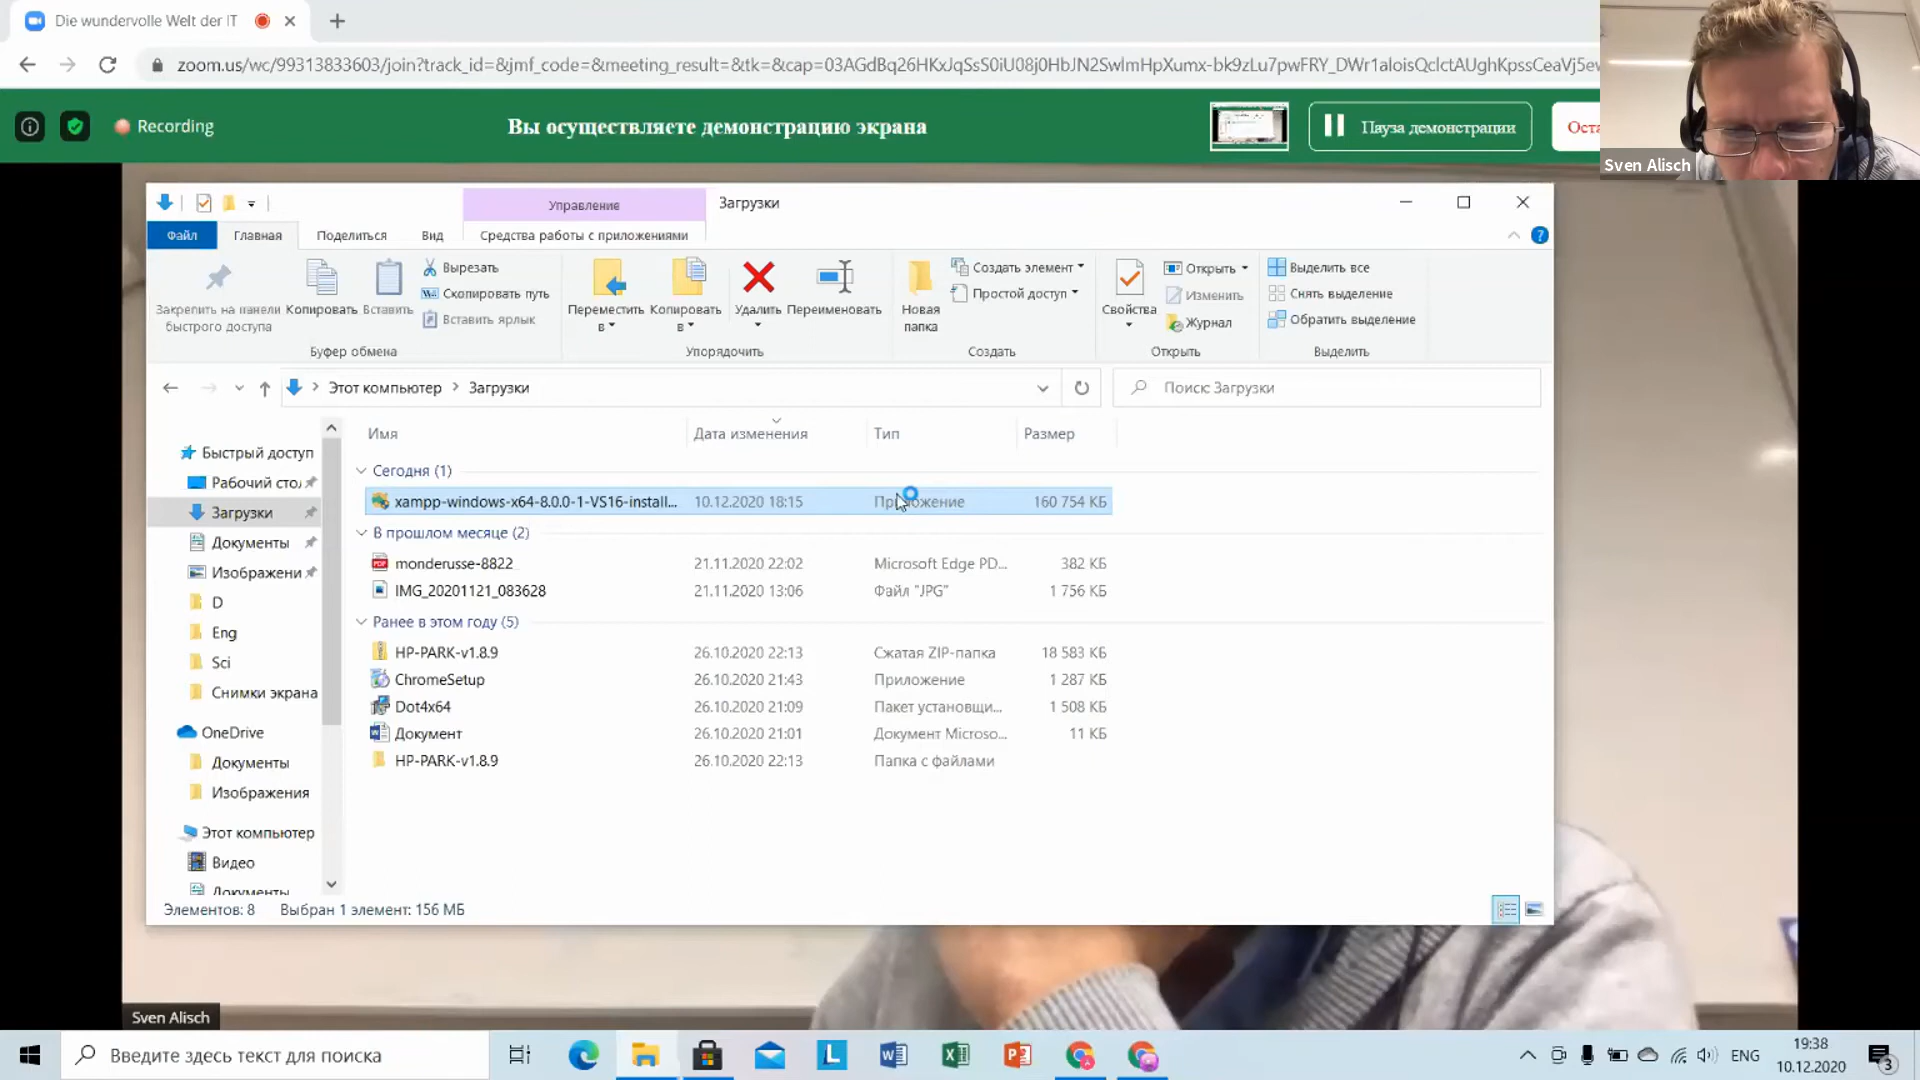 Die wundervolle Welt der IT
zoom.us/wc/99313833603/join?track_id=&jmf_code=&meeting_result=&tk=&cap=
Recording
Вы осуществляете демонстрацию экрана
Пауза демонстрации
Sven Alisch
Управление
Загрузки
Файл
Главная
Поделиться
Вид
Средства работы с приложениями
Закрепить на панели быстрого доступа
Копировать
Вставить
Вырезать
Скопировать путь
Вставить ярлык
Переместить в
Копировать в
Удалить
Переименовать
Новая папка
Создать элемент
Простой доступ
Свойства
Открыть
Изменить
Журнал
Выделить все
Снять выделение
Обратить выделение
Буфер обмена
Упорядочить
Создать
Открыть
Выделить
Этот компьютер
Загрузки
Поиск: Загрузки
Имя
Дата изменения
Тип
Размер
Быстрый доступ
Рабочий сто.
Загрузки
Документы
Изображени
D
Eng
Sci
Снимки экрана
OneDrive
Документы
Изображения
Этот компьютер
Видео
Документы
Сегодня (1)
xampp-windows-x64-8.0.0-1-VS16-install... 10.12.2020 18:15 Приложение 160 754 КБ
В прошлом месяце (2)
monderusse-8822 21.11.2020 22:02 Microsoft Edge PD... 382 КБ
IMG_20201121_083628 21.11.2020 13:06 Файл "JPG" 1 756 КБ
Ранее в этом году (5)
HP-PARK-v1.8.9 26.10.2020 22:13 Сжатая ZIP-папка 18 583 КБ
ChromeSetup 26.10.2020 21:43 Приложение 1 287 КБ
Dot4x64 26.10.2020 21:09 Пакет установщи... 1 508 КБ
Документ 26.10.2020 21:01 Документ Microso... 11 КБ
HP-PARK-v1.8.9 26.10.2020 22:13 Папка с файлами
Элементов: 8 Выбран 1 элемент: 156 МБ
Sven Alisch
Введите здесь текст для поиска
ENG
19:38
10.12.2020
3